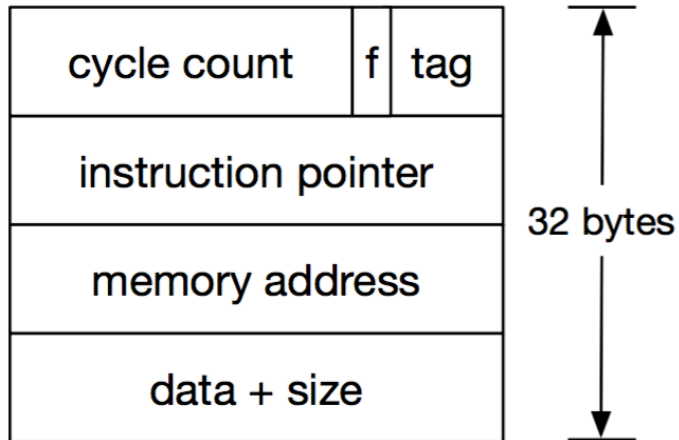 cycle count f tag
instruction pointer
32 bytes
memory address
data + size